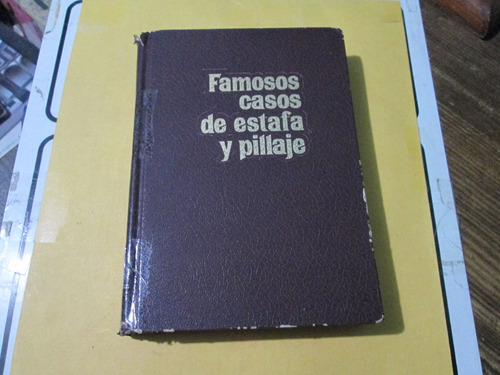 Famosos
casos
de estafa
y pillaje